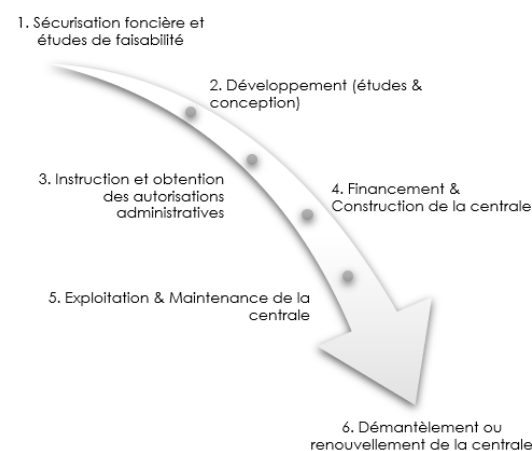 1. Sécurisation foncière et
études de faisabilité
2. Développement (études &
conception)
3. Instruction et obtention
des autorisations
administratives
4. Financement &
Construction de la centrale
5. Exploitation & Maintenance de la
centrale
6. Démantèlement ou
renouvellement de la centrale